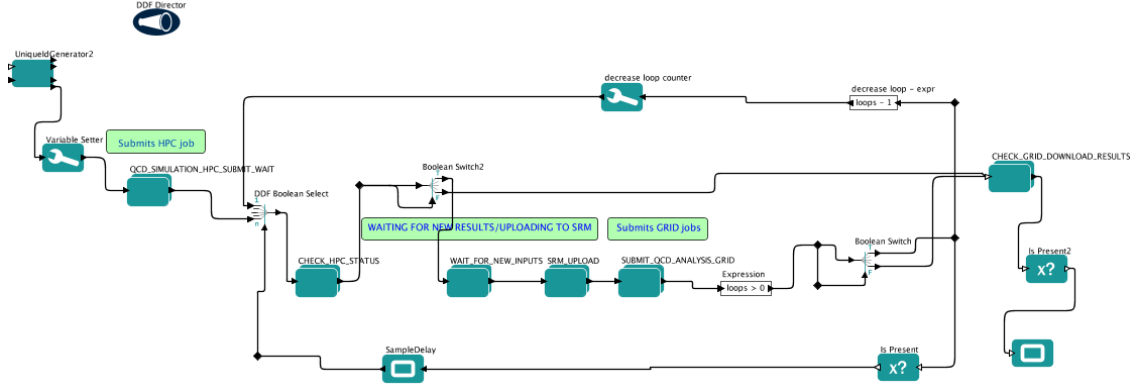 DDF Director
UniqueIdGenerator2
decrease loop counter
decrease loop - expr
loops - 1
Variable Setter
Submits HPC job
CHECK_GRID_DOWNLOAD_RESULTS
QCD_SIMULATION_HPC_SUBMIT_WAIT
Boolean Switch2
T
F
DDF Boolean Select
WAITING FOR NEW RESULTS/UPLOADING TO SRM
Submits GRID jobs
Boolean Switch
T
F
Is Present2
x?
CHECK_HPC_STATUS
WAIT_FOR_NEW_INPUTS
SRM_UPLOAD
SUBMIT_QCD_ANALYSIS_GRID
Expression
loops > 0
SampleDelay
Is Present
x?